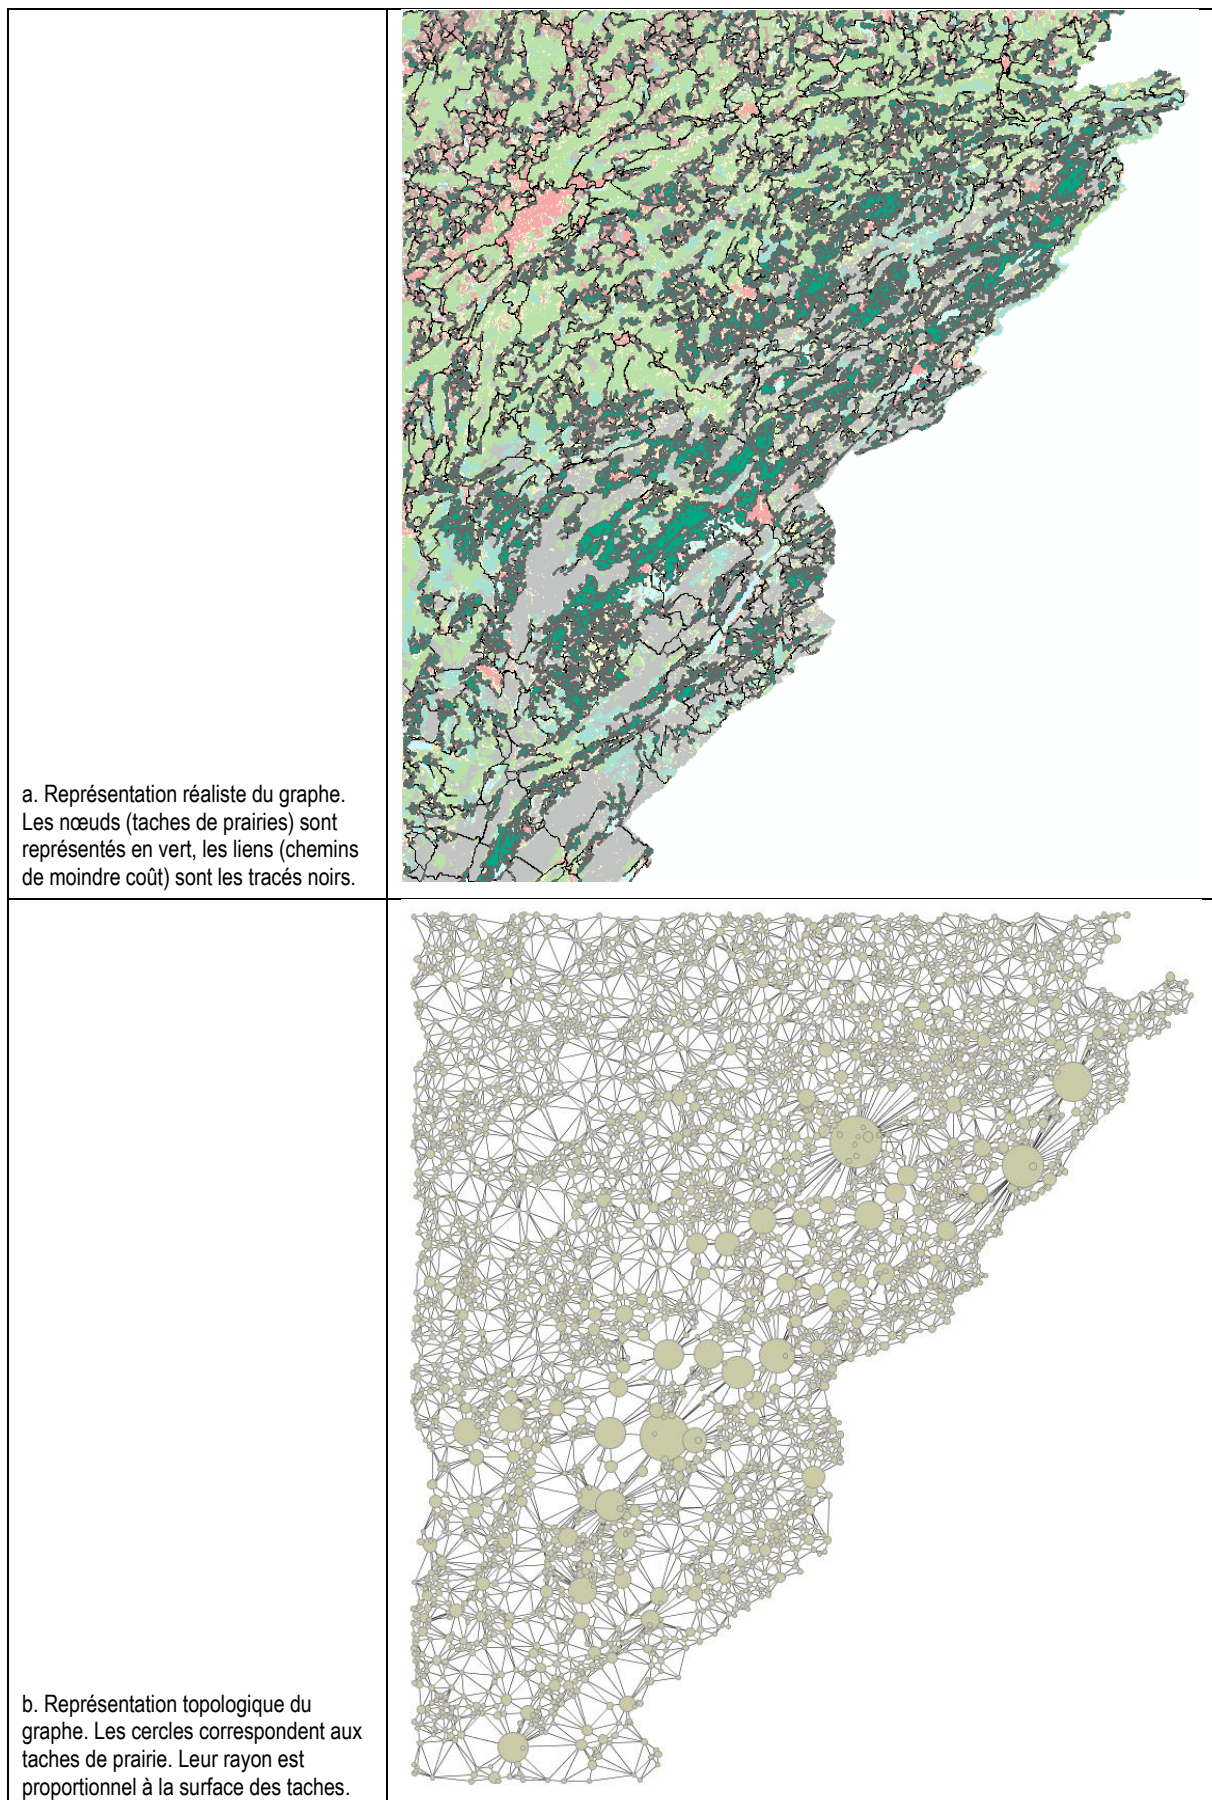 a. Représentation réaliste du graphe.
Les nœuds (taches de prairies) sont
représentés en vert, les liens (chemins
de moindre coût) sont les tracés noirs.
b. Représentation topologique du
graphe. Les cercles correspondent aux
taches de prairie. Leur rayon est
proportionnel à la surface des taches.